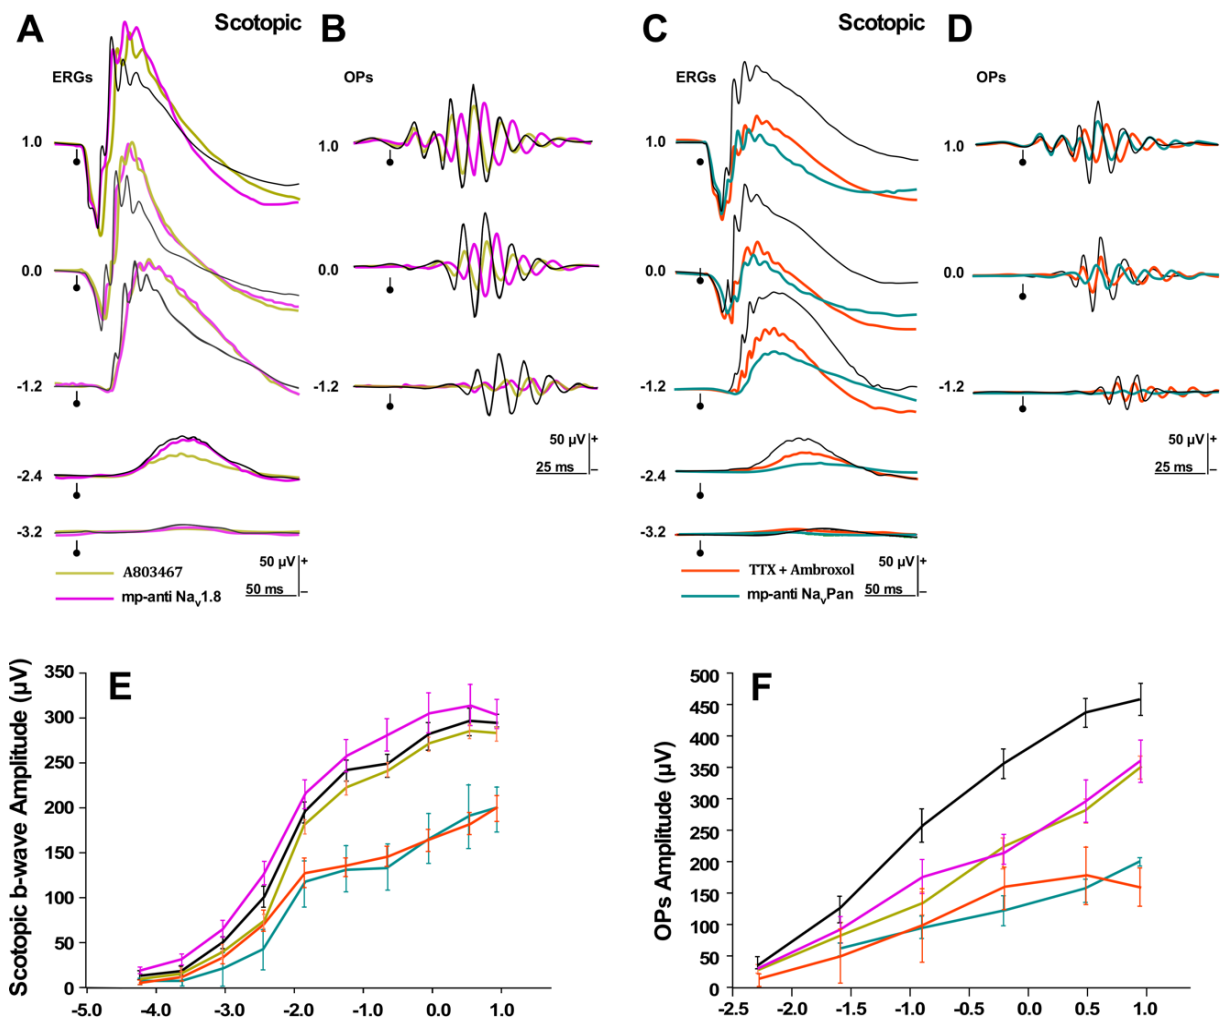 A
Scotopic
B
C
Scotopic
D
ERGs
OPs
ERGs
OPs
1.0
1.0
1.0
1.0
0.0
0.0
0.0
0.0
-1.2
-1.2
-1.2
-1.2
50 µV
+
–
25 ms
50 µV
+
–
25 ms
-2.4
-2.4
-3.2
-3.2
50 µV
+
–
50 ms
50 µV
+
–
50 ms
A803467
mp-anti Nav1.8
TTX + Ambroxol
mp-anti NavPan
E
Scotopic b-wave Amplitude (µV)
350
300
250
200
150
100
50
0
-5.0 -4.0 -3.0 -2.0 -1.0 0.0 1.0
F
OPs Amplitude (µV)
500
450
400
350
300
250
200
150
100
50
0
-2.5 -2.0 -1.5 -1.0 -0.5 0.0 0.5 1.0